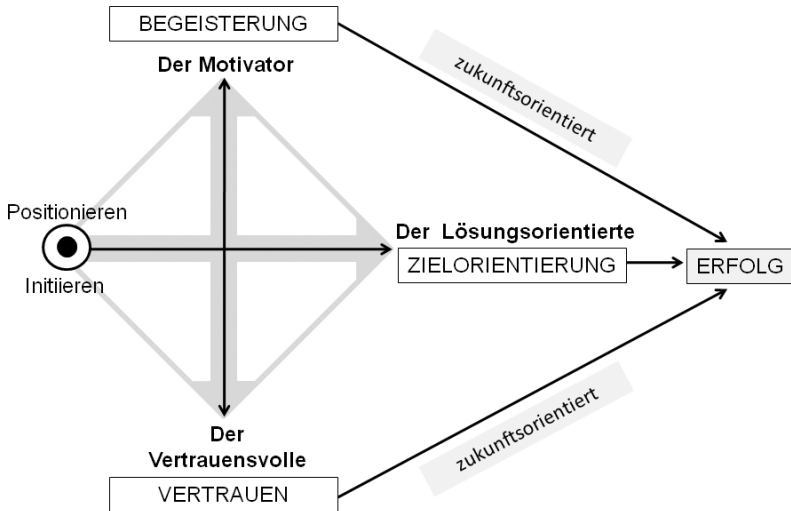 BEGEISTERUNG
Der Motivator
zukunftsorientiert
Positionieren
Initiieren
Der Lösungsorientierte
ZIELORIENTIERUNG
ERFOLG
zukunftsorientiert
Der
Vertrauensvolle
VERTRAUEN